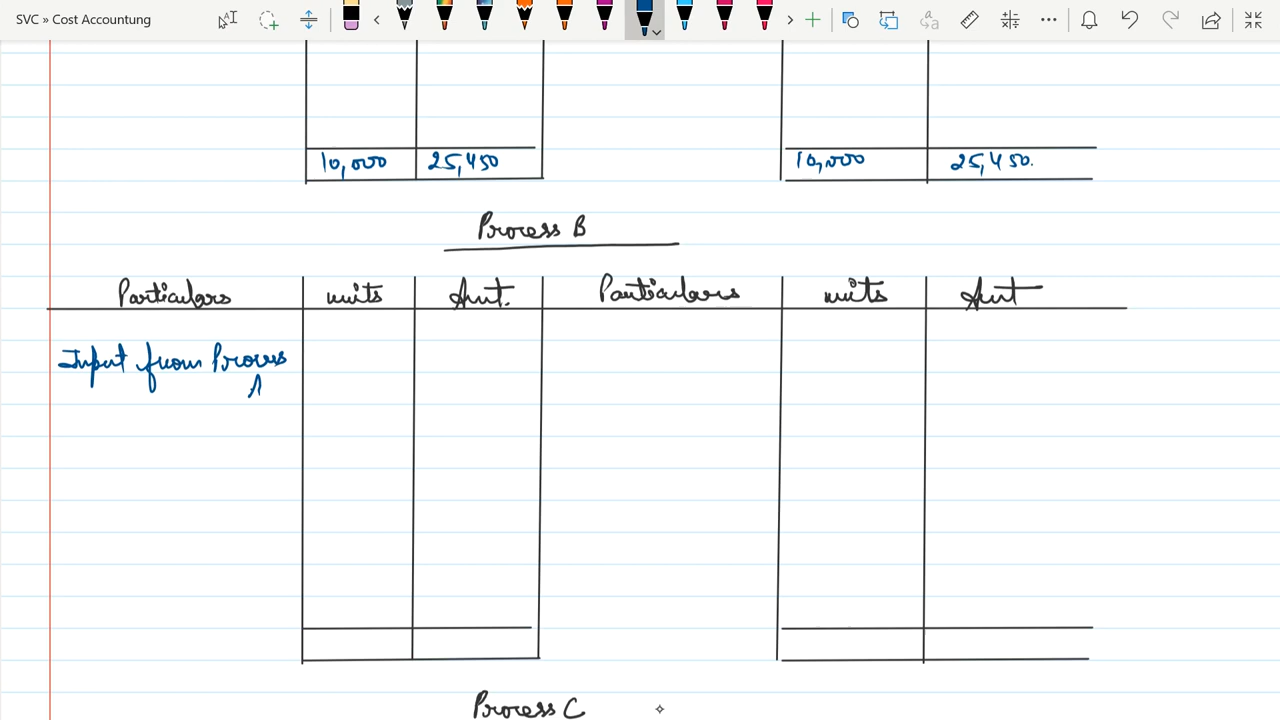 SVC » Cost Accountung
10,000 25,450 10,000 25,450.
Process B
Particulars units Amt. Particulars units Amt
Input from Process
A
Process C